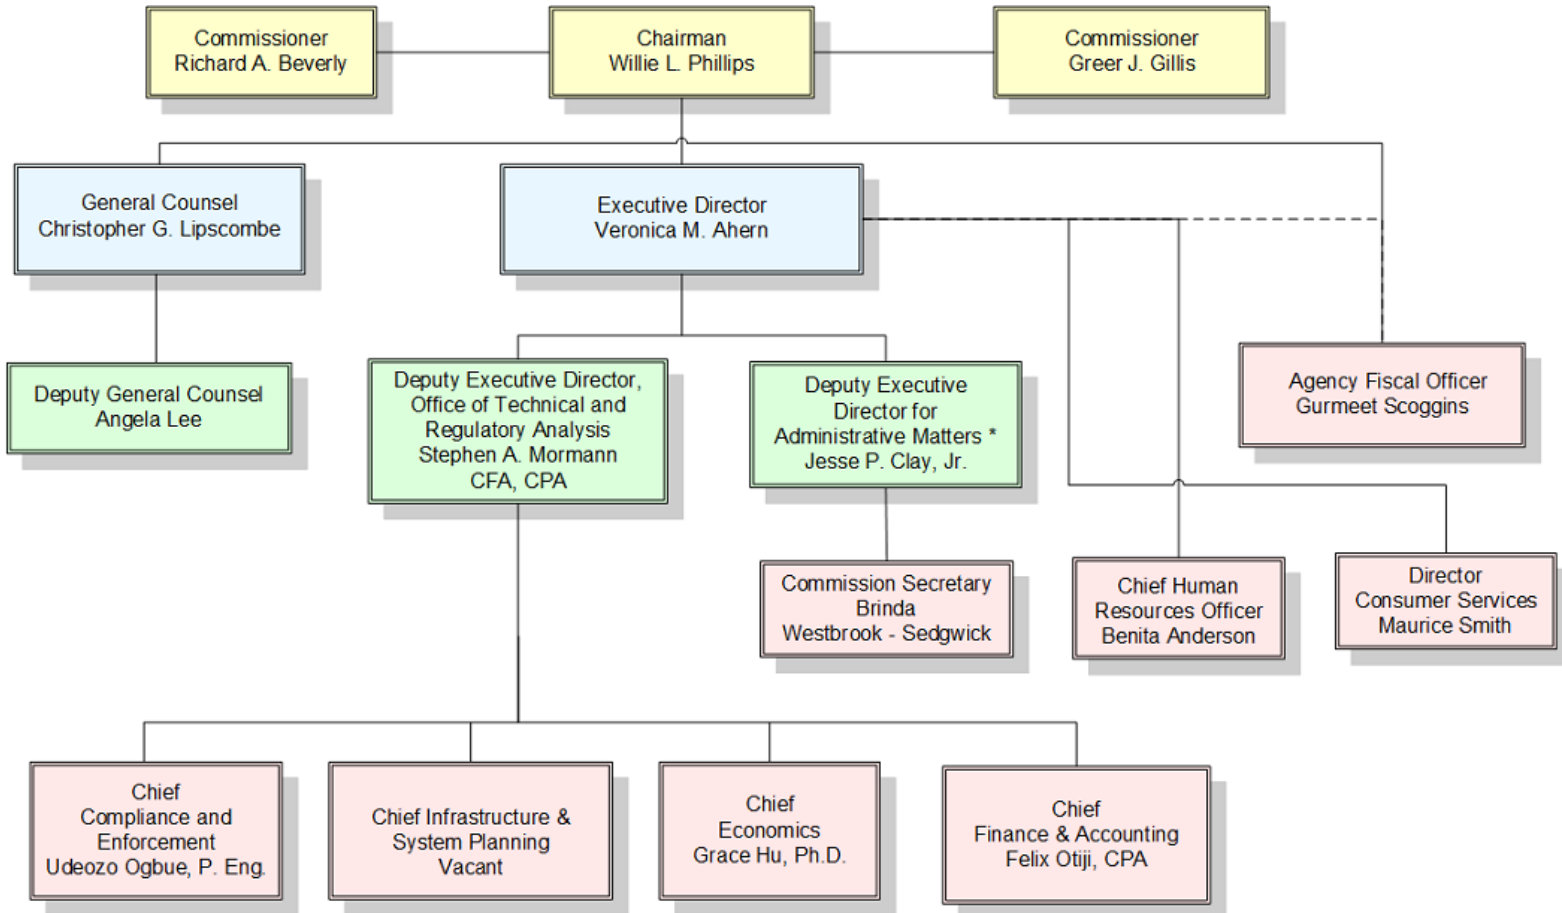 Commissioner
Richard A. Beverly
Chairman
Willie L. Phillips
Commissioner
Greer J. Gillis
General Counsel
Christopher G. Lipscombe
Executive Director
Veronica M. Ahern
Deputy General Counsel
Angela Lee
Deputy Executive Director,
Office of Technical and
Regulatory Analysis
Stephen A. Mormann
CFA, CPA
Deputy Executive
Director for
Administrative Matters *
Jesse P. Clay, Jr.
Agency Fiscal Officer
Gurmeet Scoggins
Commission Secretary
Brinda
Westbrook - Sedgwick
Chief Human
Resources Officer
Benita Anderson
Director
Consumer Services
Maurice Smith
Chief
Compliance and
Enforcement
Udeozo Ogbue, P. Eng.
Chief Infrastructure &
System Planning
Vacant
Chief
Economics
Grace Hu, Ph.D.
Chief
Finance & Accounting
Felix Otiji, CPA